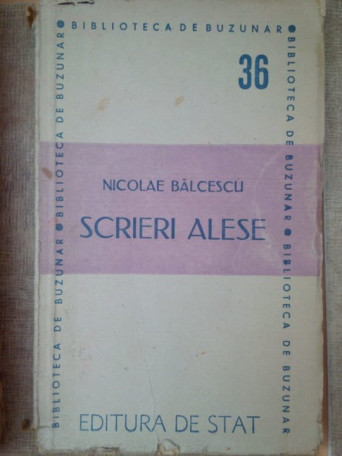 BIBLIOTECA DE BUZUNAR ● BIBLIOTECA DE BUZUNAR ●
● BIBLIOTECA DE BUZUNAR ●
BIBLIOTECA DE BUZUNAR ● BIBLIOTECA DE BUZUNAR
36
NICOLAE BĂLCESCU
SCRIERI ALESE
EDITURA DE STAT